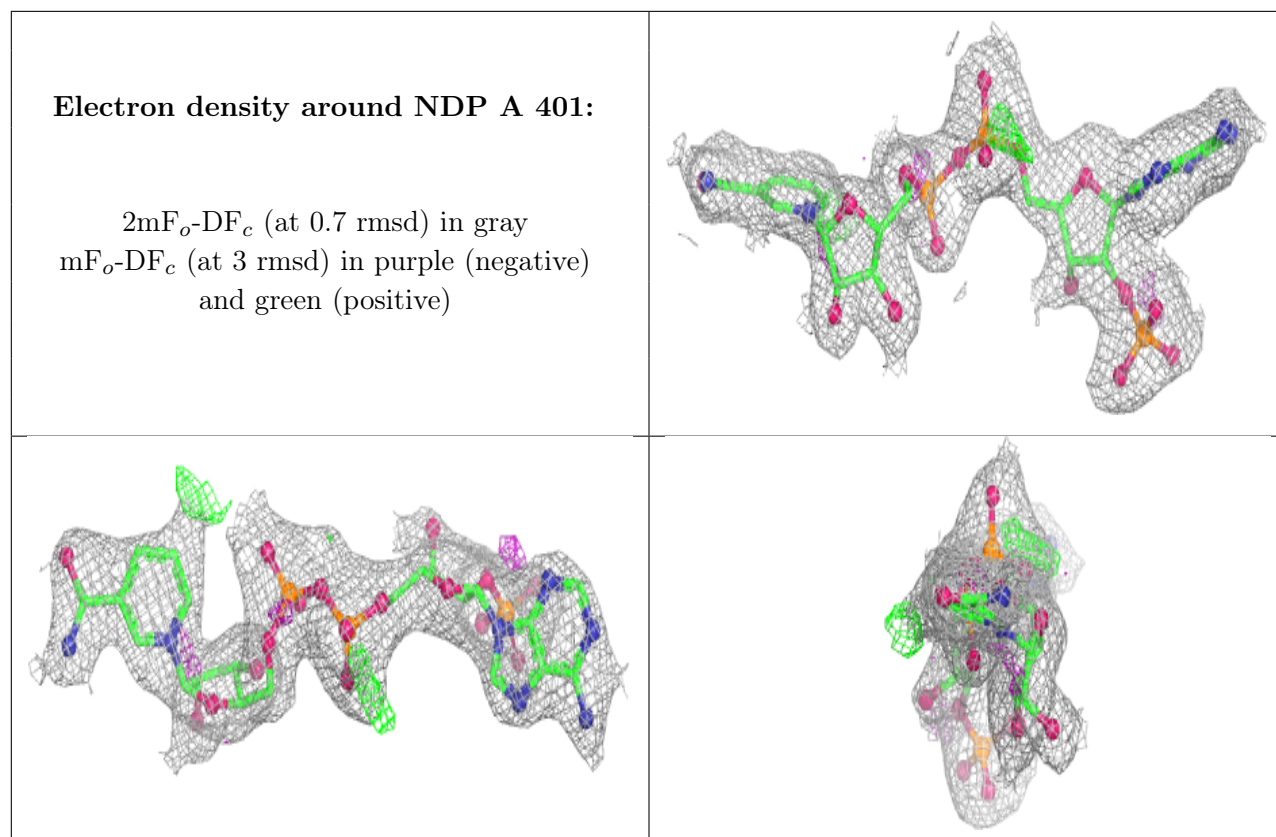 Electron density around NDP A 401:
2mFo-DFc (at 0.7 rmsd) in gray
mFo-DFc (at 3 rmsd) in purple (negative)
and green (positive)